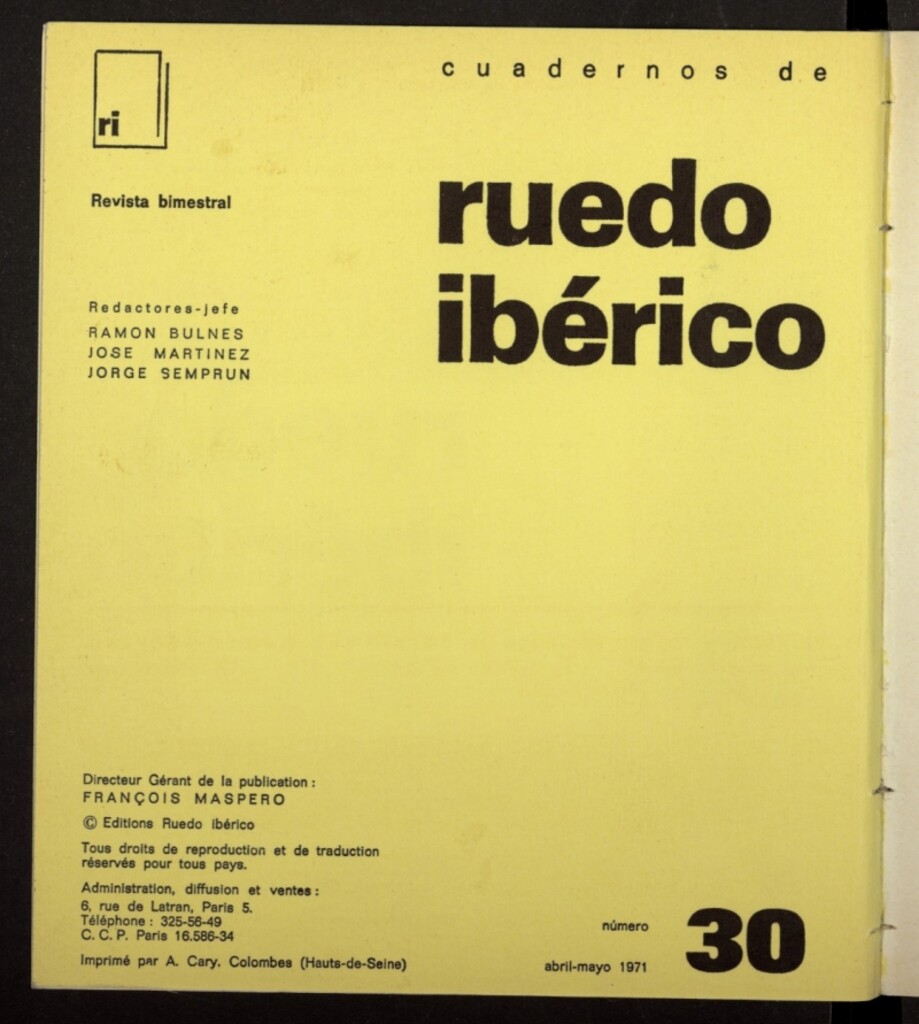 ri
cuadernos de
ruedo
ibérico
Revista bimestral
Redactores-jefe
RAMON BULNES
JOSE MARTINEZ
JORGE SEMPRUN
Directeur Gérant de la publication :
FRANÇOIS MASPERO
© Editions Ruedo ibérico
Tous droits de reproduction et de traduction
réservés pour tous pays.
Administration, diffusion et ventes :
6, rue de Latran, Paris 5.
Téléphone : 325-56-49
C. C. P. Paris 16.586-34
Imprimé par A. Cary. Colombes (Hauts-de-Seine)
número 30
abril-mayo 1971